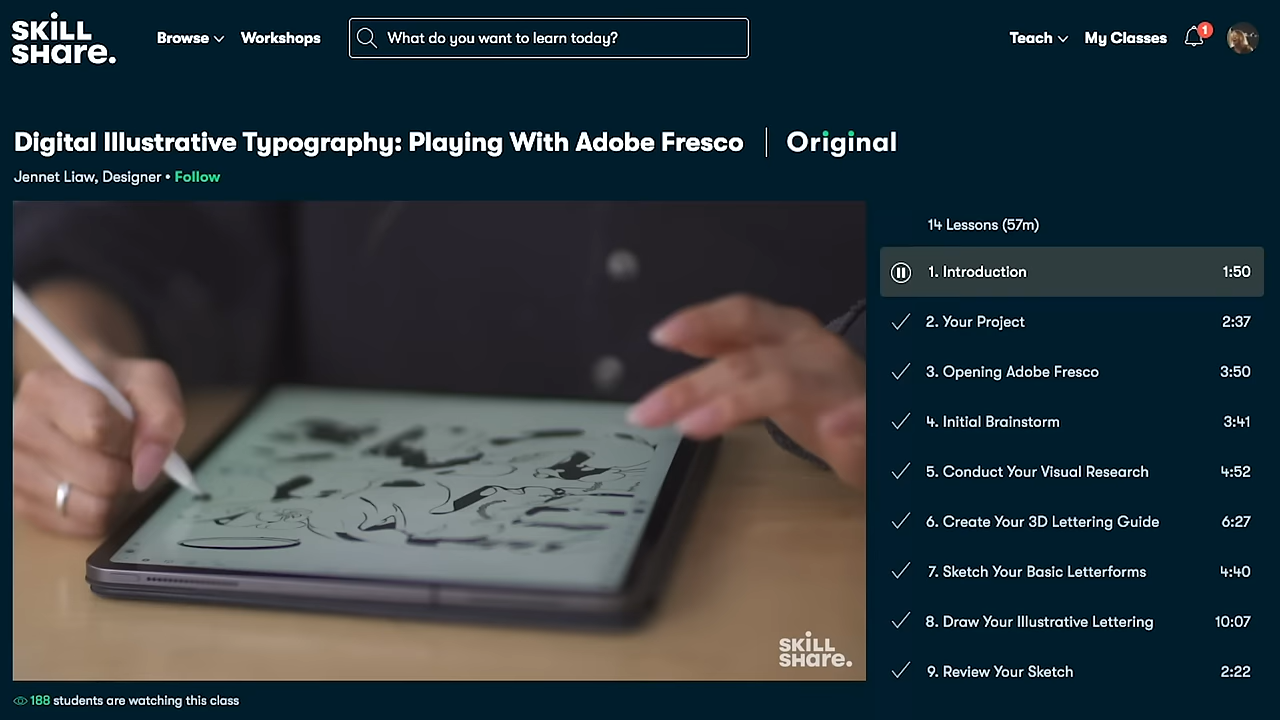 SKILL
SHare.
Browse
Workshops
What do you want to learn today?
Teach
My Classes
1
Digital Illustrative Typography: Playing With Adobe Fresco | Original
Jennet Liaw, Designer • Follow
14 Lessons (57m)
1. Introduction 1:50
2. Your Project 2:37
3. Opening Adobe Fresco 3:50
4. Initial Brainstorm 3:41
5. Conduct Your Visual Research 4:52
6. Create Your 3D Lettering Guide 6:27
7. Sketch Your Basic Letterforms 4:40
8. Draw Your Illustrative Lettering 10:07
9. Review Your Sketch 2:22
SKILL
SHare.
188 students are watching this class